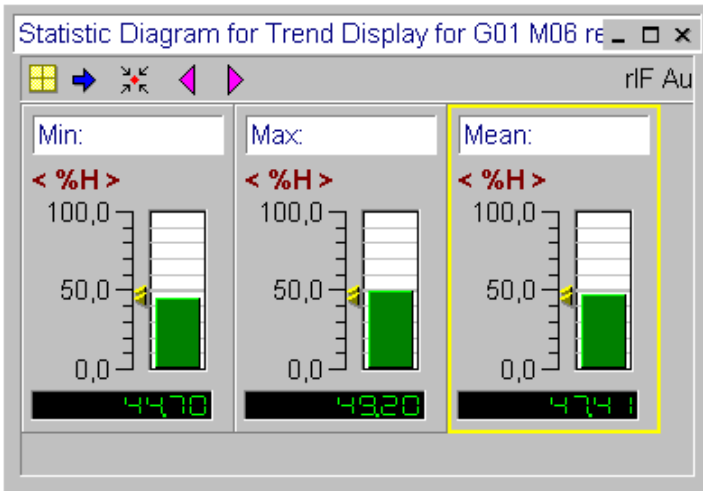 Statistic Diagram for Trend Display for G01 M06 re
rIF Au
Min:
Max:
Mean:
< %H >
< %H >
< %H >
100,0
50,0
0,0
100,0
50,0
0,0
100,0
50,0
0,0
44,70
49,20
47,41